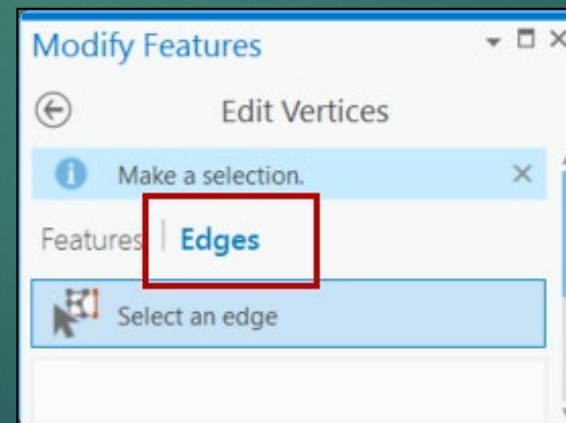 Modify Features
Edit Vertices
Make a selection.
Features | Edges
Select an edge